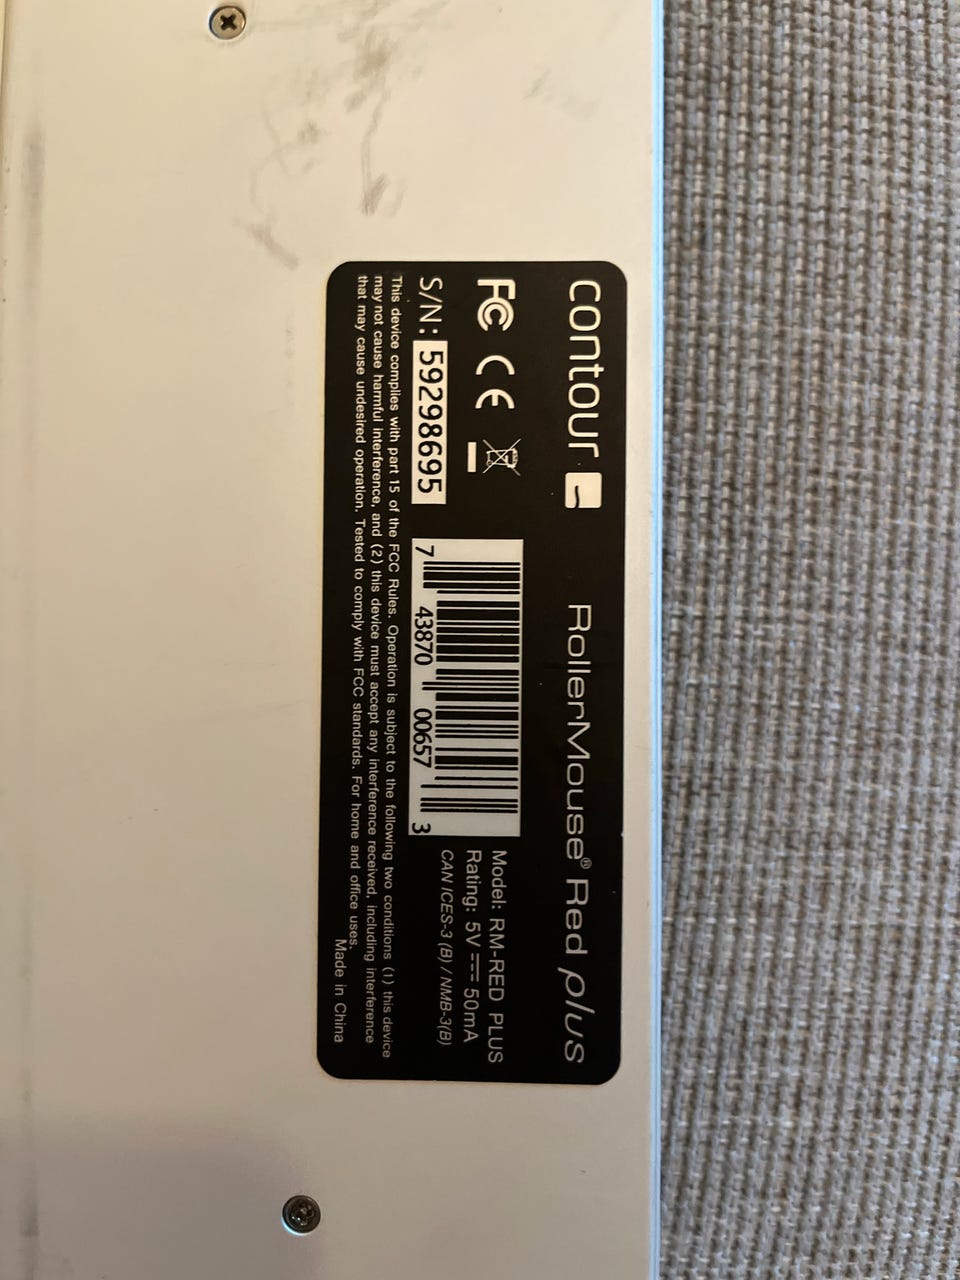 contour RollerMouse® Red plus
FC CE
S/N: 59298695
7 43870 00657 3
Model: RM-RED PLUS
Rating: 5V ⎓ 50mA
CAN ICES-3 (B) / NMB-3(B)
This device complies with part 15 of the FCC Rules. Operation is subject to the following two conditions (1) this device
may not cause harmful interference, and (2) this device must accept any interference received, including interference
that may cause undesired operation. Tested to comply with FCC standards. For home and office uses.
Made in China